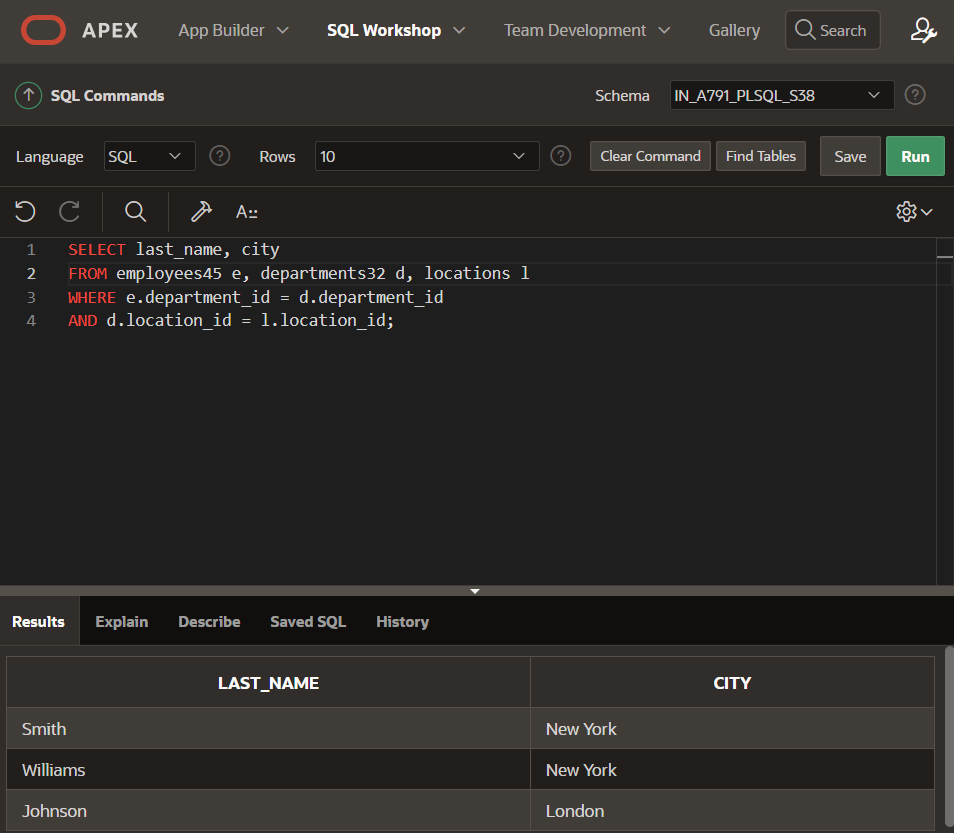 APEX App Builder SQL Workshop Team Development Gallery Search
SQL Commands Schema IN_A791_PLSQL_S38 ?
Language SQL ? Rows 10 ? Clear Command Find Tables Save Run
A::
1 SELECT last_name, city
2 FROM employees45 e, departments32 d, locations l
3 WHERE e.department_id = d.department_id
4 AND d.location_id = l.location_id;
Results Explain Describe Saved SQL History
LAST_NAME CITY
Smith New York
Williams New York
Johnson London